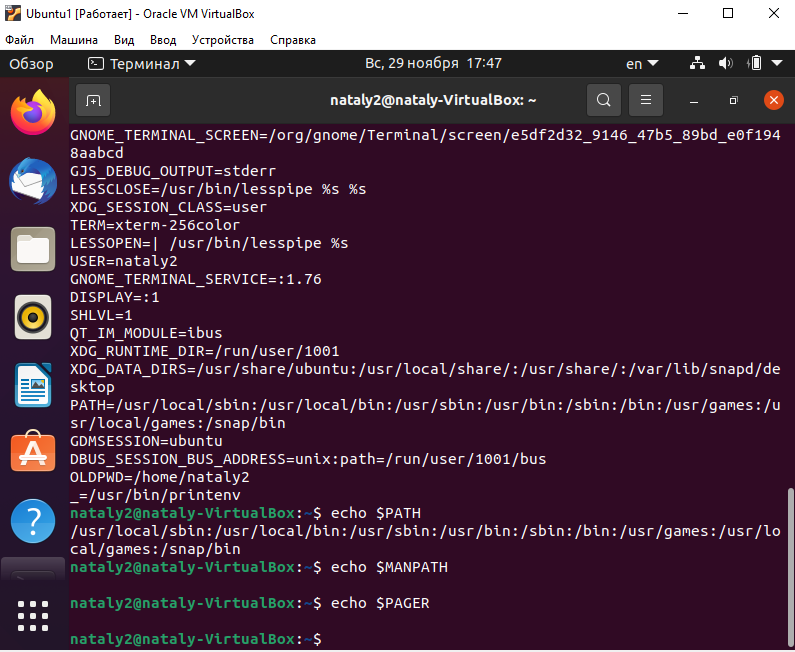 Ubuntu1 [Работает] - Oracle VM VirtualBox
Файл Машина Вид Ввод Устройства Справка
Обзор Терминал Вс, 29 ноября 17:47 en
nataly2@nataly-VirtualBox: ~
GNOME_TERMINAL_SCREEN=/org/gnome/Terminal/screen/e5df2d32_9146_47b5_89bd_e0f194
8aabcd
GJS_DEBUG_OUTPUT=stderr
LESSCLOSE=/usr/bin/lesspipe %s %s
XDG_SESSION_CLASS=user
TERM=xterm-256color
LESSOPEN=| /usr/bin/lesspipe %s
USER=nataly2
GNOME_TERMINAL_SERVICE=:1.76
DISPLAY=:1
SHLVL=1
QT_IM_MODULE=ibus
XDG_RUNTIME_DIR=/run/user/1001
XDG_DATA_DIRS=/usr/share/ubuntu:/usr/local/share/:/usr/share/:/var/lib/snapd/de
sktop
PATH=/usr/local/sbin:/usr/local/bin:/usr/sbin:/usr/bin:/sbin:/bin:/usr/games:/u
sr/local/games:/snap/bin
GDMSESSION=ubuntu
DBUS_SESSION_BUS_ADDRESS=unix:path=/run/user/1001/bus
OLDPWD=/home/nataly2
_=/usr/bin/printenv
nataly2@nataly-VirtualBox:~$ echo $PATH
/usr/local/sbin:/usr/local/bin:/usr/sbin:/usr/bin:/sbin:/bin:/usr/games:/usr/lo
cal/games:/snap/bin
nataly2@nataly-VirtualBox:~$ echo $MANPATH
nataly2@nataly-VirtualBox:~$ echo $PAGER
nataly2@nataly-VirtualBox:~$